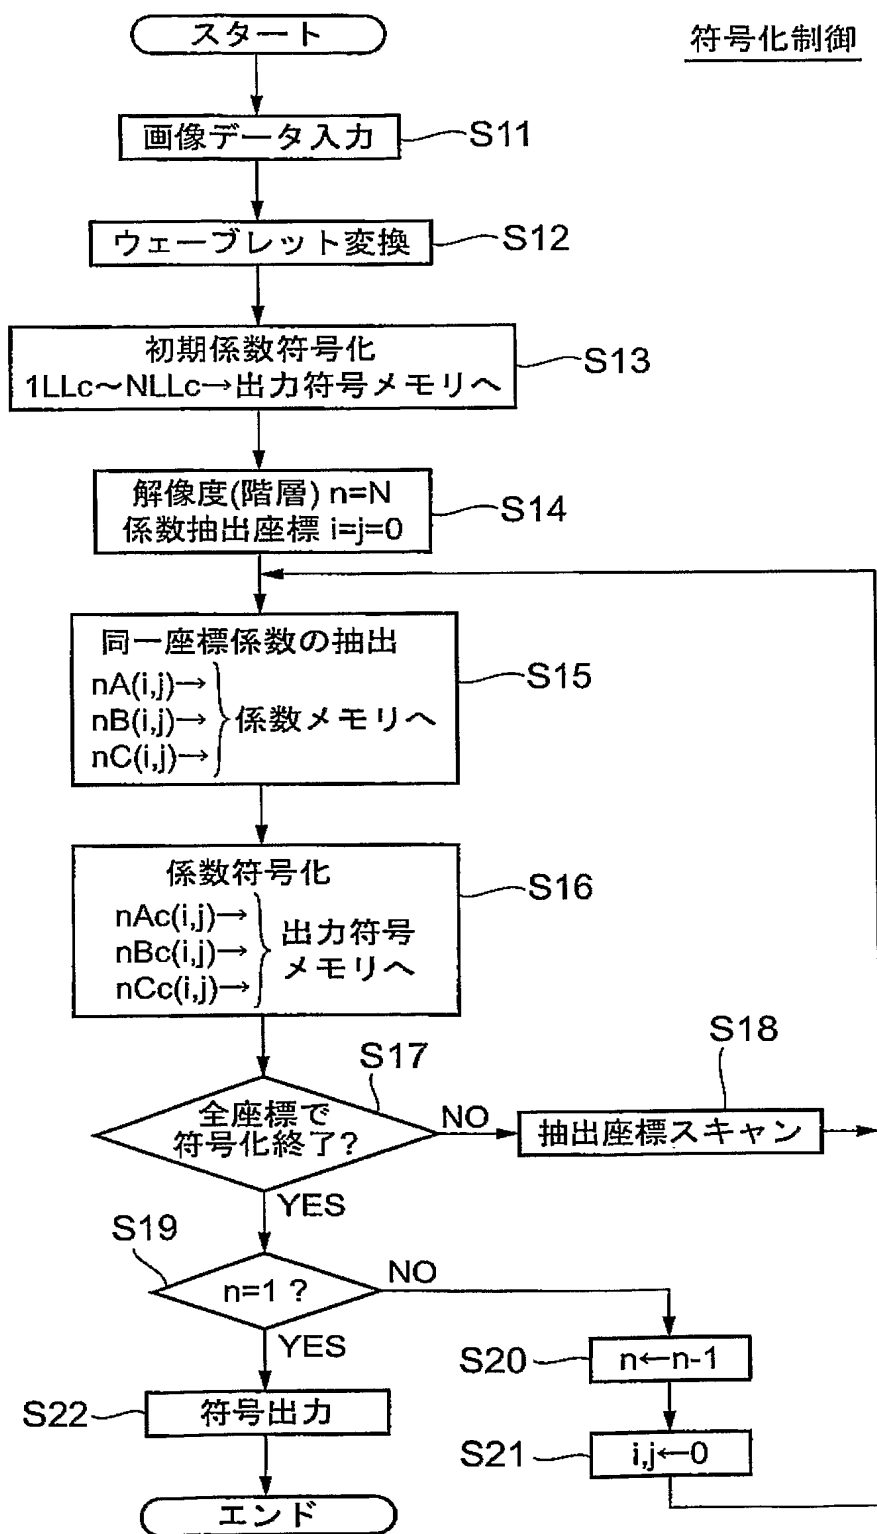 スタート
符号化制御
画像データ入力
S11
ウェーブレット変換
S12
初期係数符号化
1LLc～NLLc→出力符号メモリへ
S13
解像度(階層) n=N
係数抽出座標 i=j=0
S14
同一座標係数の抽出
nA(i,j)→
nB(i,j)→
nC(i,j)→
係数メモリへ
S15
係数符号化
nAc(i,j)→
nBc(i,j)→
nCc(i,j)→
出力符号
メモリへ
S16
全座標で
符号化終了?
S17
NO
抽出座標スキャン
S18
YES
S19
n=1 ?
NO
YES
S20
n←n-1
S22
符号出力
S21
i,j←0
エンド